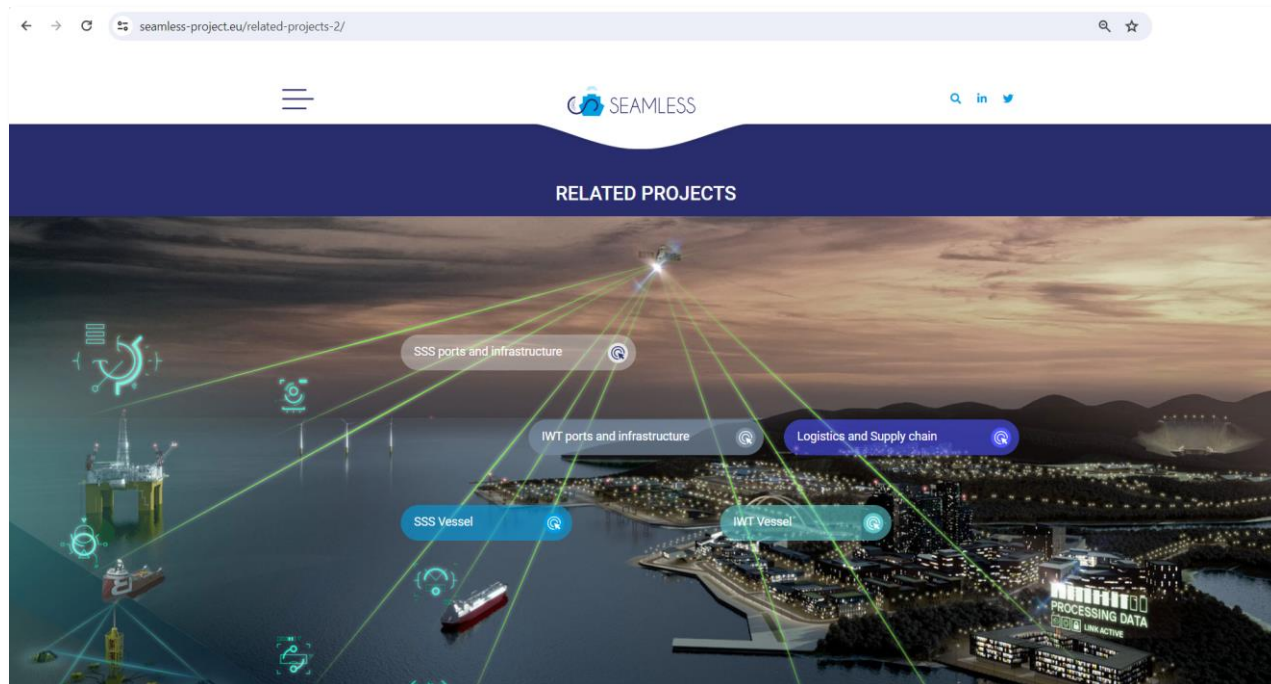 seamless-project.eu/related-projects-2/
SEAMLESS
RELATED PROJECTS
SSS ports and infrastructure
IWT ports and infrastructure
Logistics and Supply chain
SSS Vessel
IWT Vessel
PROCESSING DATA
LINK ACTIVE